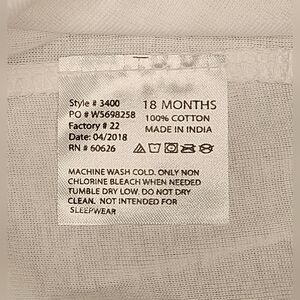 Style # 3400
PO # W5698258
Factory # 22
Date: 04/2018
RN # 60626
18 MONTHS
100% COTTON
MADE IN INDIA
MACHINE WASH COLD. ONLY NON
CHLORINE BLEACH WHEN NEEDED
TUMBLE DRY LOW. DO NOT DRY
CLEAN. NOT INTENDED FOR
SLEEPWEAR